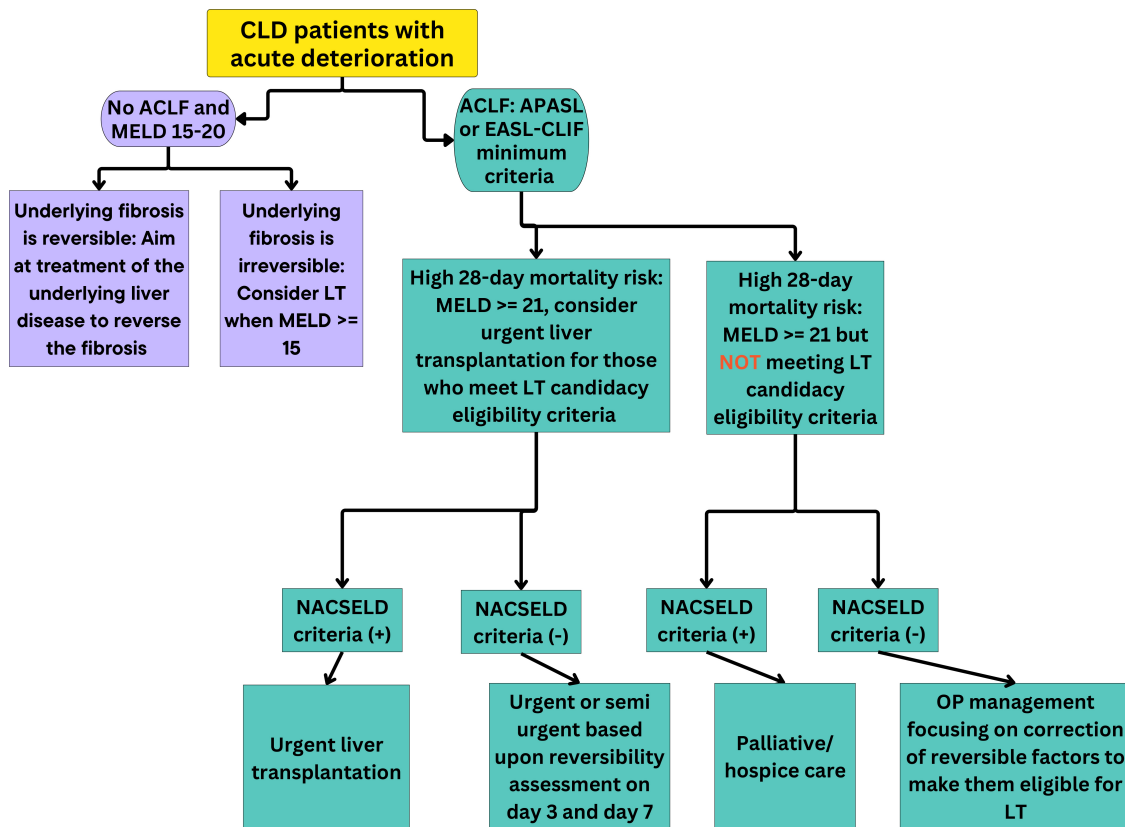 CLD patients with
acute deterioration
No ACLF and
MELD 15-20
ACLF: APASL
or EASL-CLIF
minimum
criteria
Underlying fibrosis
is reversible: Aim
at treatment of the
underlying liver
disease to reverse
the fibrosis
Underlying
fibrosis is
irreversible:
Consider LT
when MELD >=
15
High 28-day mortality risk:
MELD >= 21, consider
urgent liver
transplantation for those
who meet LT candidacy
eligibility criteria
High 28-day
mortality risk:
MELD >= 21 but
NOT meeting LT
candidacy
eligibility criteria
NACSELD
criteria (+)
NACSELD
criteria (-)
NACSELD
criteria (+)
NACSELD
criteria (-)
Urgent liver
transplantation
Urgent or semi
urgent based
upon reversibility
assessment on
day 3 and day 7
Palliative/
hospice care
OP management
focusing on correction
of reversible factors to
make them eligible for
LT